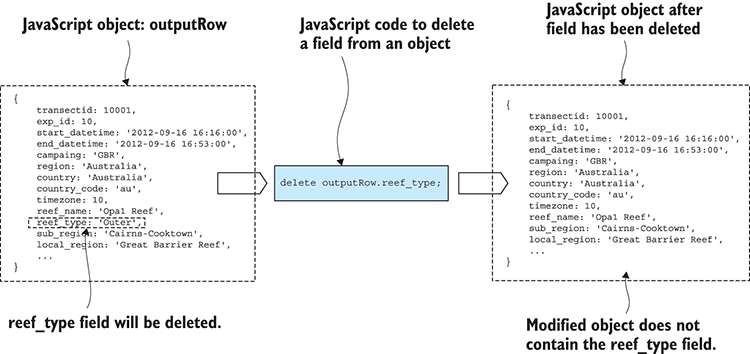 JavaScript object: outputRow
JavaScript code to delete
a field from an object
JavaScript object after
field has been deleted
{
transectid: 10001,
exp_id: 10,
start_datetime: '2012-09-16 16:16:00',
end_datetime: '2012-09-16 16:53:00',
campaing: 'GBR',
region: 'Australia',
country: 'Australia',
country_code: 'au',
timezone: 10,
reef_name: 'Opal Reef',
reef_type: 'Outer',
sub_region: 'Cairns-Cooktown',
local_region: 'Great Barrier Reef',
...
}
delete outputRow.reef_type;
{
transectid: 10001,
exp_id: 10,
start_datetime: '2012-09-16 16:16:00',
end_datetime: '2012-09-16 16:53:00',
campaing: 'GBR',
region: 'Australia',
country: 'Australia',
country_code: 'au',
timezone: 10,
reef_name: 'Opal Reef',
sub_region: 'Cairns-Cooktown',
local_region: 'Great Barrier Reef',
...
}
reef_type field will be deleted.
Modified object does not
contain the reef_type field.